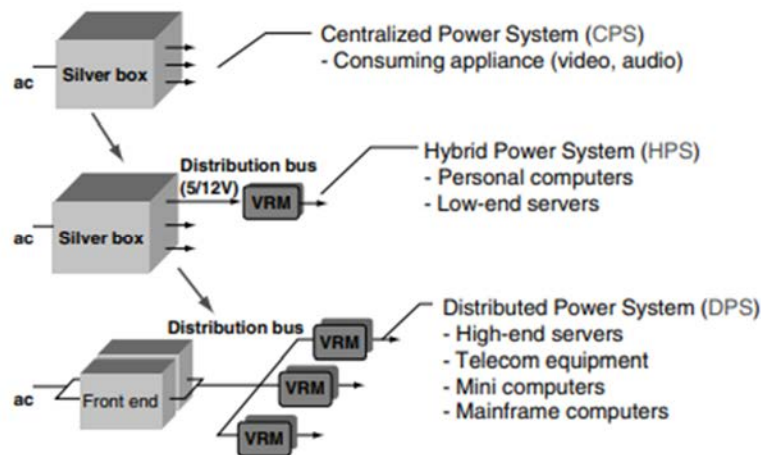 Centralized Power System (CPS)
- Consuming appliance (video, audio)
Silver box
ac
Distribution bus
(5/12V)
VRM
Hybrid Power System (HPS)
- Personal computers
- Low-end servers
Silver box
ac
Distribution bus
VRM
Distributed Power System (DPS)
- High-end servers
- Telecom equipment
- Mini computers
- Mainframe computers
VRM
Front end
ac
VRM